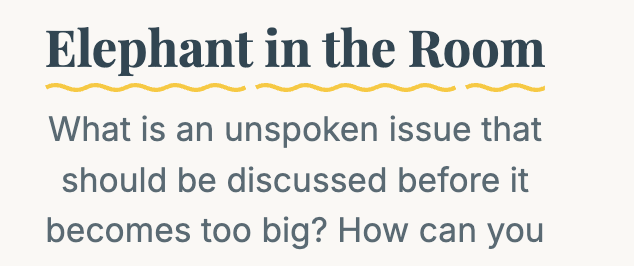 Elephant in the Room
What is an unspoken issue that
should be discussed before it
becomes too big? How can you